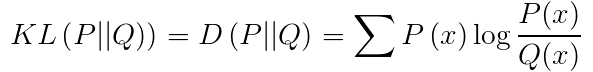 KL (P||Q)) = D (P||Q) = ∑ P (x) log P(x)/Q(x)